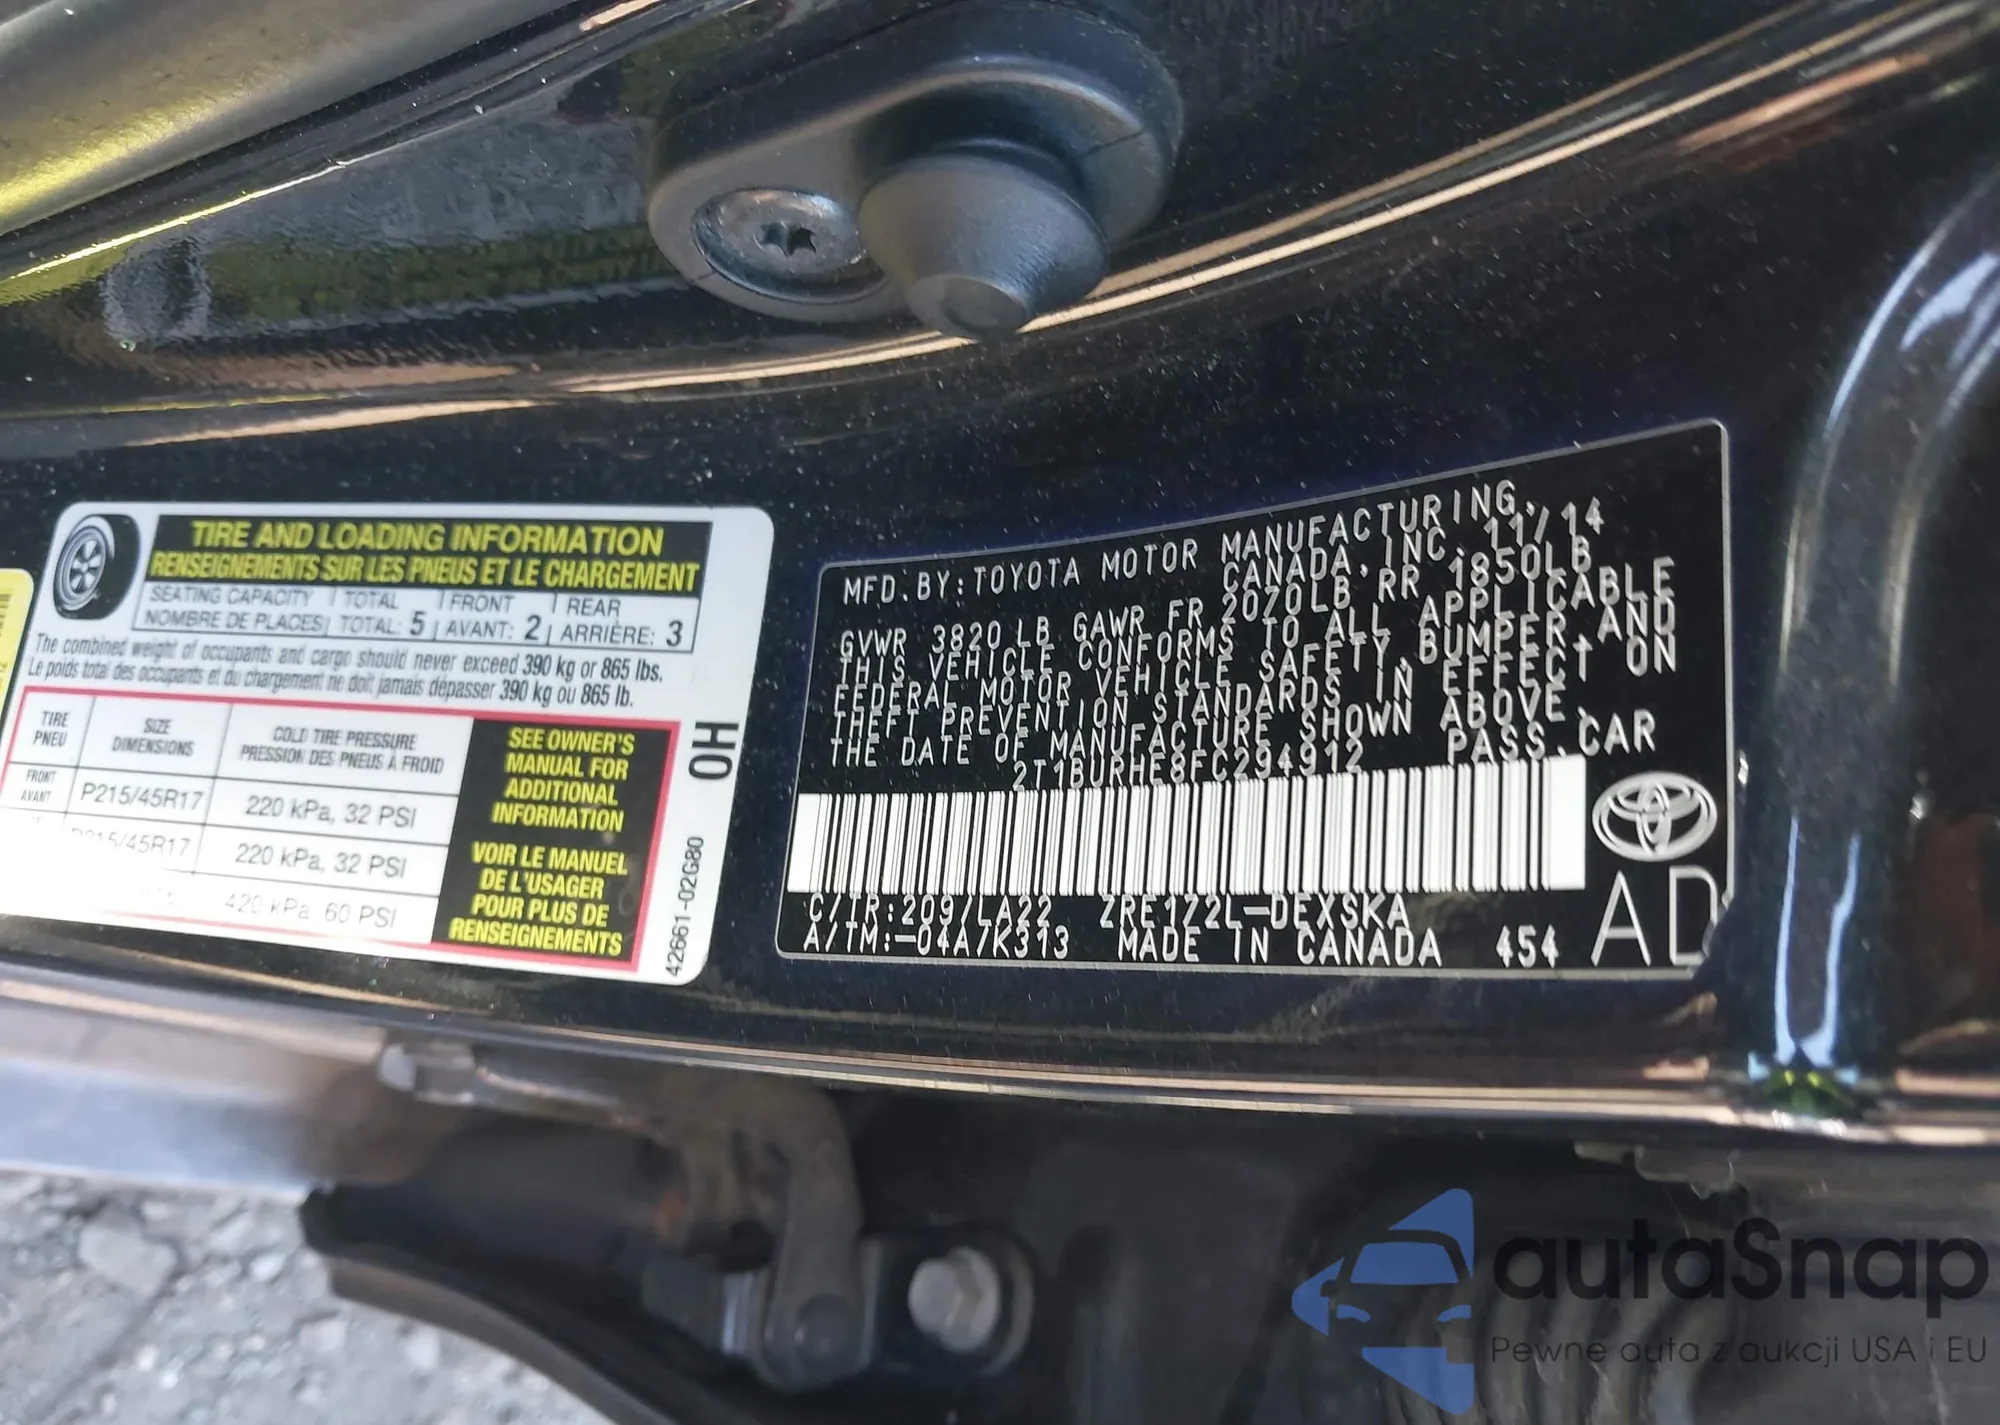 TIRE AND LOADING INFORMATION
RENSEIGNEMENTS SUR LES PNEUS ET LE CHARGEMENT
SEATING CAPACITY TOTAL FRONT REAR
NOMBRE DE PLACES TOTAL: 5 AVANT: 2 ARRIÈRE: 3
The combined weight of occupants and cargo should never exceed 390 kg or 865 lbs.
Le poids total des occupants et du chargement ne doit jamais dépasser 390 kg ou 865 lb.
TIRE SIZE COLD TIRE PRESSURE
PNEU DIMENSIONS PRESSION DES PNEUS À FROID
FRONT
AVANT P215/45R17 220 kPa, 32 PSI
P215/45R17 220 kPa, 32 PSI
420 kPa 60 PSI
SEE OWNER'S
MANUAL FOR
ADDITIONAL
INFORMATION
VOIR LE MANUEL
DE L'USAGER
POUR PLUS DE
RENSEIGNEMENTS
0H
42661-02G80
MFD. BY: TOYOTA MOTOR MANUFACTURING,
CANADA, INC. 11/14
GVWR 3820 LB GAWR FR 2070LB RR 1850LB
THIS VEHICLE CONFORMS TO ALL APPLICABLE
FEDERAL MOTOR VEHICLE SAFETY, BUMPER, AND
THEFT PREVENTION STANDARDS IN EFFECT ON
THE DATE OF MANUFACTURE SHOWN ABOVE.
2T1BURHE8FC294912 PASS. CAR
C/TR: 209/LA22 ZRE172L-DEXSKA
A/TM: -04A/K313 MADE IN CANADA 454
AD
autaSnap
Pewne auta z aukcji USA i EU